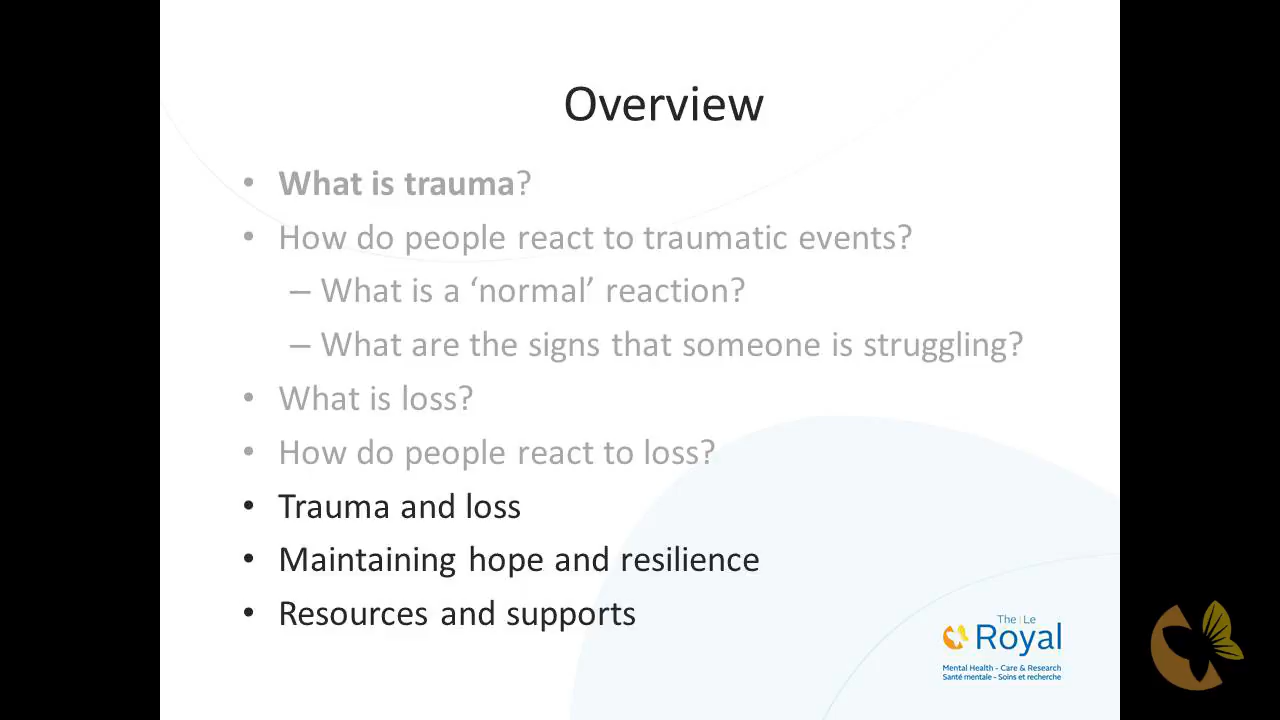 Overview
• What is trauma?
• How do people react to traumatic events?
– What is a ‘normal’ reaction?
– What are the signs that someone is struggling?
• What is loss?
• How do people react to loss?
• Trauma and loss
• Maintaining hope and resilience
• Resources and supports
The | Le
Royal
Mental Health - Care & Research
Santé mentale - Soins et recherche